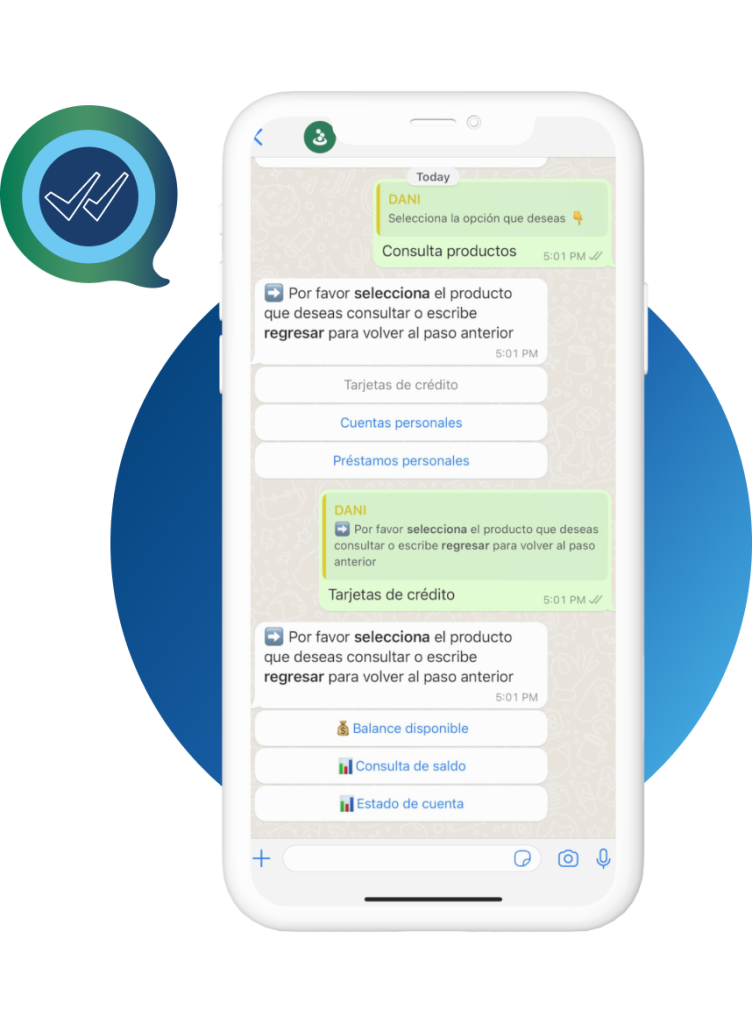 Today
DANI
Selecciona la opción que deseas 👇
Consulta productos
5:01 PM
➡️ Por favor selecciona el producto
que deseas consultar o escribe
regresar para volver al paso anterior
5:01 PM
Tarjetas de crédito
Cuentas personales
Préstamos personales
DANI
➡️ Por favor selecciona el producto que deseas
consultar o escribe regresar para volver al paso
anterior
Tarjetas de crédito
5:01 PM
➡️ Por favor selecciona el producto
que deseas consultar o escribe
regresar para volver al paso anterior
5:01 PM
💰 Balance disponible
📊 Consulta de saldo
📊 Estado de cuenta